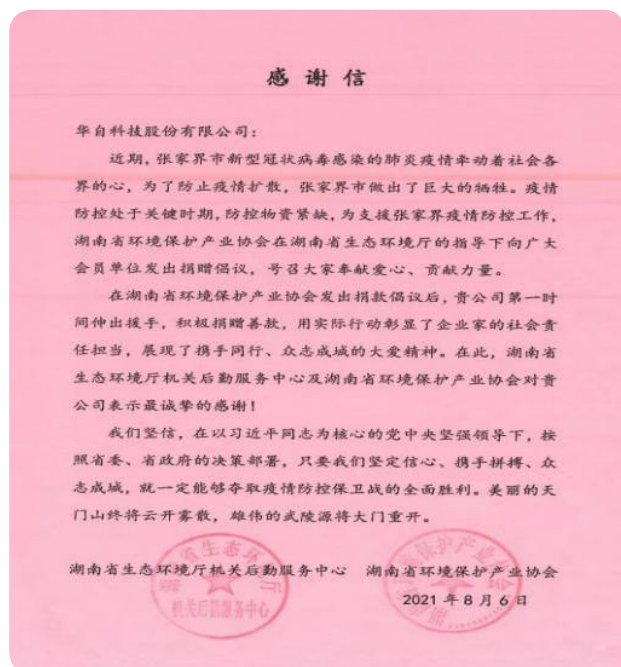 感谢信
华自科技股份有限公司：
近期，张家界市新型冠状病毒感染的肺炎疫情牵动着社会各
界的心，为了防止疫情扩散，张家界市做出了巨大的牺牲。疫情
防控处于关键时期，防控物资紧缺，为支援张家界疫情防控工作，
湖南省环境保护产业协会在湖南省生态环境厅的指导下向广大
会员单位发出捐赠倡议，号召大家奉献爱心、贡献力量。
在湖南省环境保护产业协会发出捐款倡议后，贵公司第一时
间伸出援手，积极捐赠善款，用实际行动彰显了企业家的社会责
任担当，展现了携手同行、众志成城的大爱精神。在此，湖南省
生态环境厅机关后勤服务中心及湖南省环境保护产业协会对贵
公司表示最诚挚的感谢！
我们坚信，在以习近平同志为核心的党中央坚强领导下，按
照省委、省政府的决策部署，只要我们坚定信心、携手拼搏、众
志成城，就一定能够夺取疫情防控保卫战的全面胜利。美丽的天
门山终将云开雾散，雄伟的武陵源将大门重开。
湖南省生态环境厅机关后勤服务中心 湖南省环境保护产业协会
机关后勤服务中心
2021年8月6日